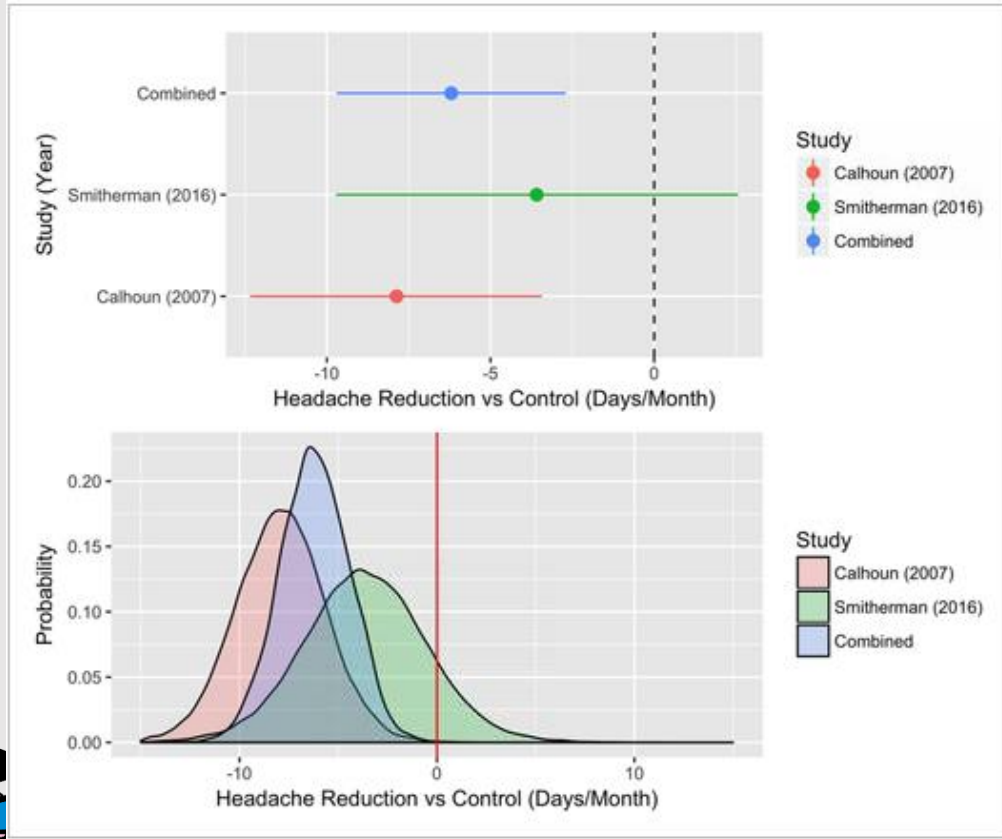 Combined
Smitherman (2016)
Calhoun (2007)
Study (Year)
-10
-5
0
Headache Reduction vs Control (Days/Month)
Study
Calhoun (2007)
Smitherman (2016)
Combined
0.20
0.15
0.10
0.05
0.00
Probability
-10
0
10
Headache Reduction vs Control (Days/Month)
Study
Calhoun (2007)
Smitherman (2016)
Combined